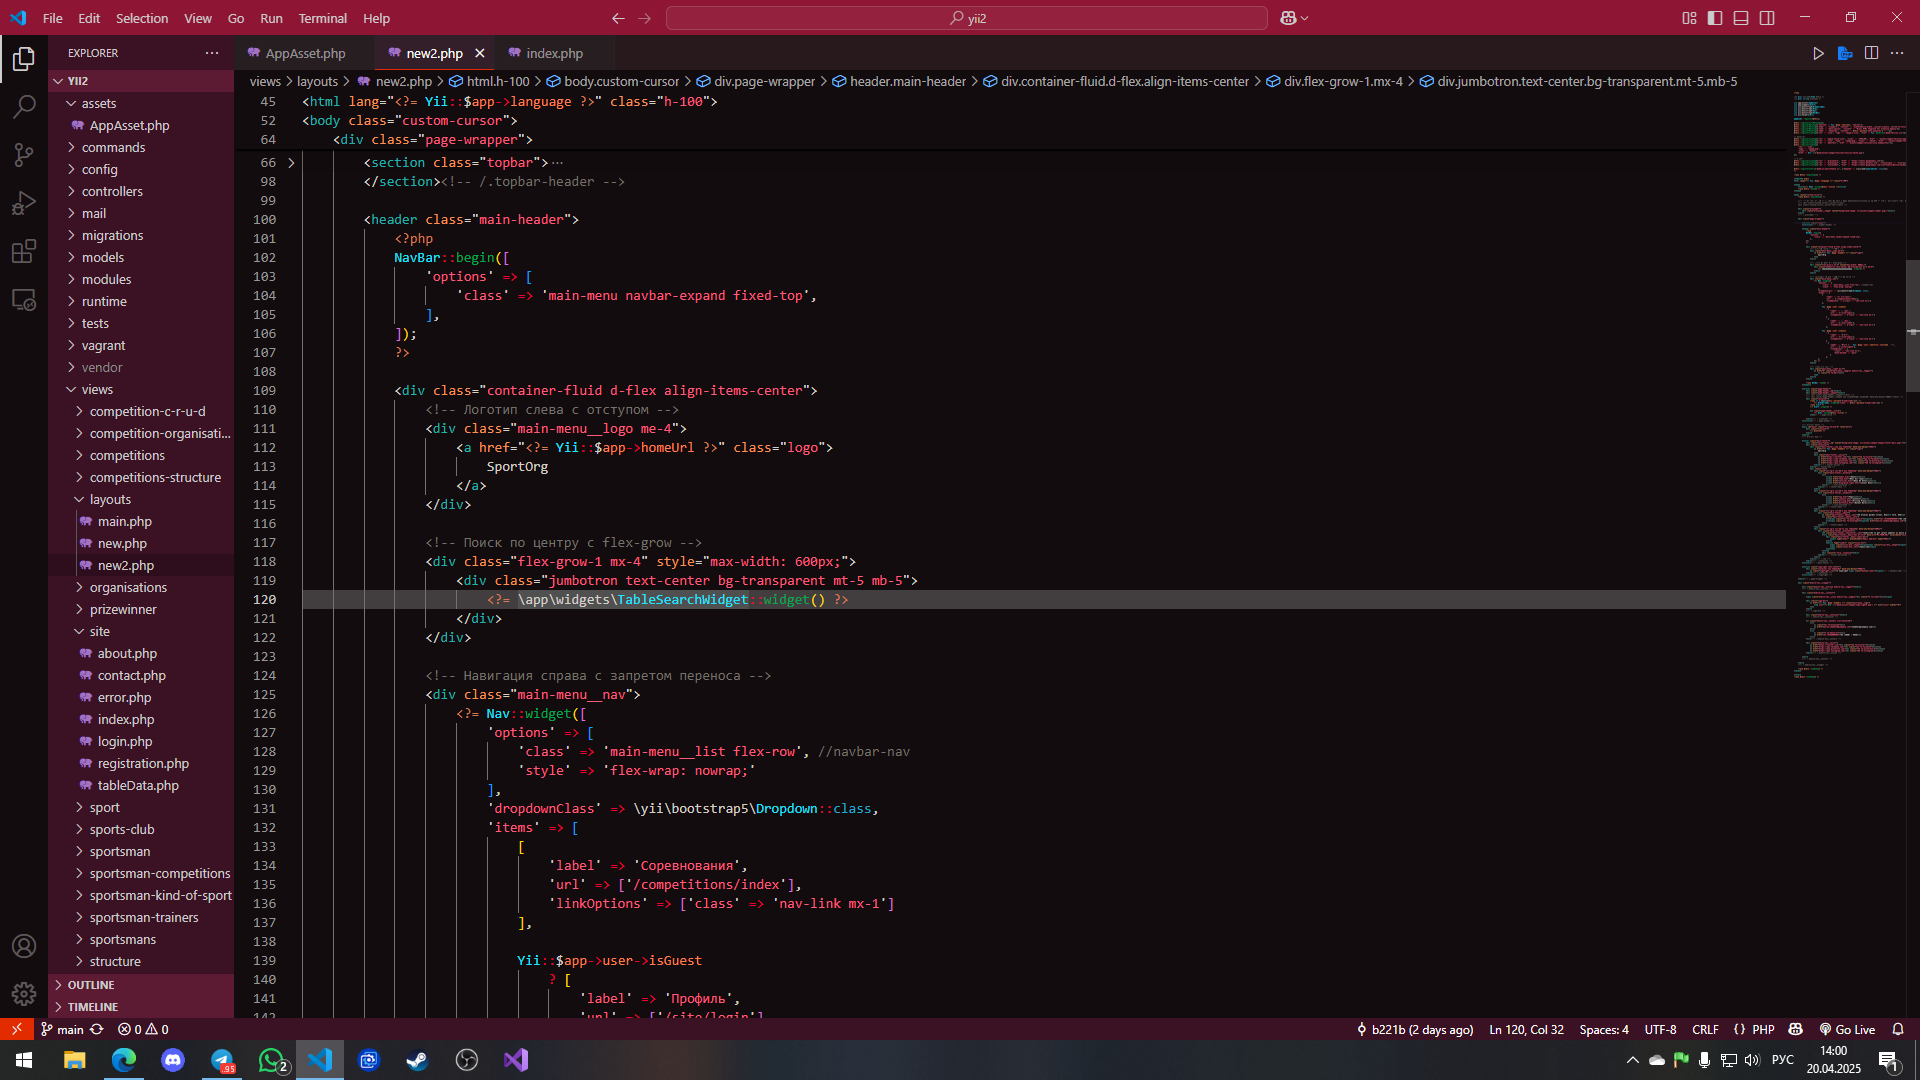 File Edit Selection View Go Run Terminal Help
yii2
EXPLORER
AppAsset.php
new2.php
index.php
YII2
assets
AppAsset.php
commands
config
controllers
mail
migrations
models
modules
runtime
tests
vagrant
vendor
views
competition-c-r-u-d
competition-organisati...
competitions
competitions-structure
layouts
main.php
new.php
new2.php
organisations
prizewinner
site
about.php
contact.php
error.php
index.php
login.php
registration.php
tableData.php
sport
sports-club
sportsman
sportsman-competitions
sportsman-kind-of-sport
sportsman-trainers
sportsmans
structure
OUTLINE
TIMELINE
views > layouts > new2.php > html.h-100 > body.custom-cursor > div.page-wrapper > header.main-header > div.container-fluid.d-flex.align-items-center > div.flex-grow-1.mx-4 > div.jumbotron.text-center.bg-transparent.mt-5.mb-5
45 <html lang="<?= Yii::$app->language ?>" class="h-100">
52 <body class="custom-cursor">
64 <div class="page-wrapper">
66 <section class="topbar">···
98 </section><!-- /.topbar-header -->
99
100 <header class="main-header">
101 <?php
102 NavBar::begin([
103 'options' => [
104 'class' => 'main-menu navbar-expand fixed-top',
105 ],
106 ]);
107 ?>
108
109 <div class="container-fluid d-flex align-items-center">
110 <!-- Логотип слева с отступом -->
111 <div class="main-menu__logo me-4">
112 <a href="<?= Yii::$app->homeUrl ?>" class="logo">
113 SportOrg
114 </a>
115 </div>
116
117 <!-- Поиск по центру с flex-grow -->
118 <div class="flex-grow-1 mx-4" style="max-width: 600px;">
119 <div class="jumbotron text-center bg-transparent mt-5 mb-5">
120 <?= \app\widgets\TableSearchWidget::widget() ?>
121 </div>
122 </div>
123
124 <!-- Навигация справа с запретом переноса -->
125 <div class="main-menu__nav">
126 <?= Nav::widget([
127 'options' => [
128 'class' => 'main-menu__list flex-row', //navbar-nav
129 'style' => 'flex-wrap: nowrap;'
130 ],
131 'dropdownClass' => \yii\bootstrap5\Dropdown::class,
132 'items' => [
133 [
134 'label' => 'Соревнования',
135 'url' => ['/competitions/index'],
136 'linkOptions' => ['class' => 'nav-link mx-1']
137 ],
138
139 Yii::$app->user->isGuest
140 ? [
141 'label' => 'Профиль',
142 'url' => ['/site/login']
main 0 0
b221b (2 days ago) Ln 120, Col 32 Spaces: 4 UTF-8 CRLF {} PHP Go Live
95
2
РУС
14:00
20.04.2025
1